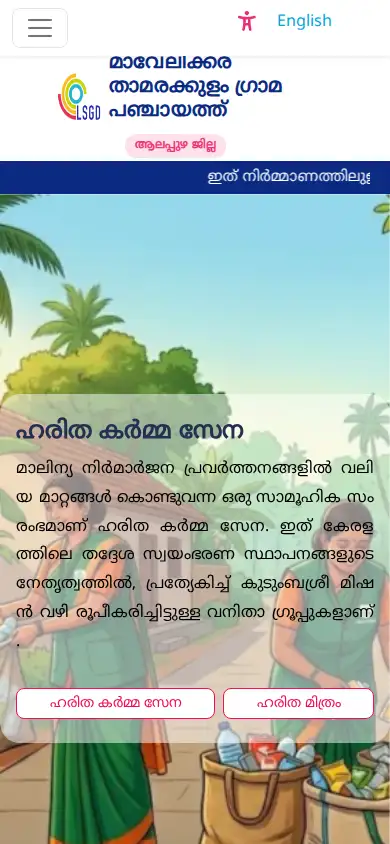 English
മാവേലിക്കര
താമരക്കുളം ഗ്രാമ
പഞ്ചായത്ത്
LSGD
ആലപ്പുഴ ജില്ല
ഇത് നിർമ്മാണത്തിലുള്ള
ഹരിത കർമ്മ സേന
മാലിന്യ നിർമാർജന പ്രവർത്തനങ്ങളിൽ വലി
യ മാറ്റങ്ങൾ കൊണ്ടുവന്ന ഒരു സാമൂഹിക സം
രംഭമാണ് ഹരിത കർമ്മ സേന. ഇത് കേരള
ത്തിലെ തദ്ദേശ സ്വയംഭരണ സ്ഥാപനങ്ങളുടെ
നേതൃത്വത്തിൽ, പ്രത്യേകിച്ച് കുടുംബശ്രീ മിഷ
ൻ വഴി രൂപീകരിച്ചിട്ടുള്ള വനിതാ ഗ്രൂപ്പുകളാണ്
.
ഹരിത കർമ്മ സേന
ഹരിത മിത്രം